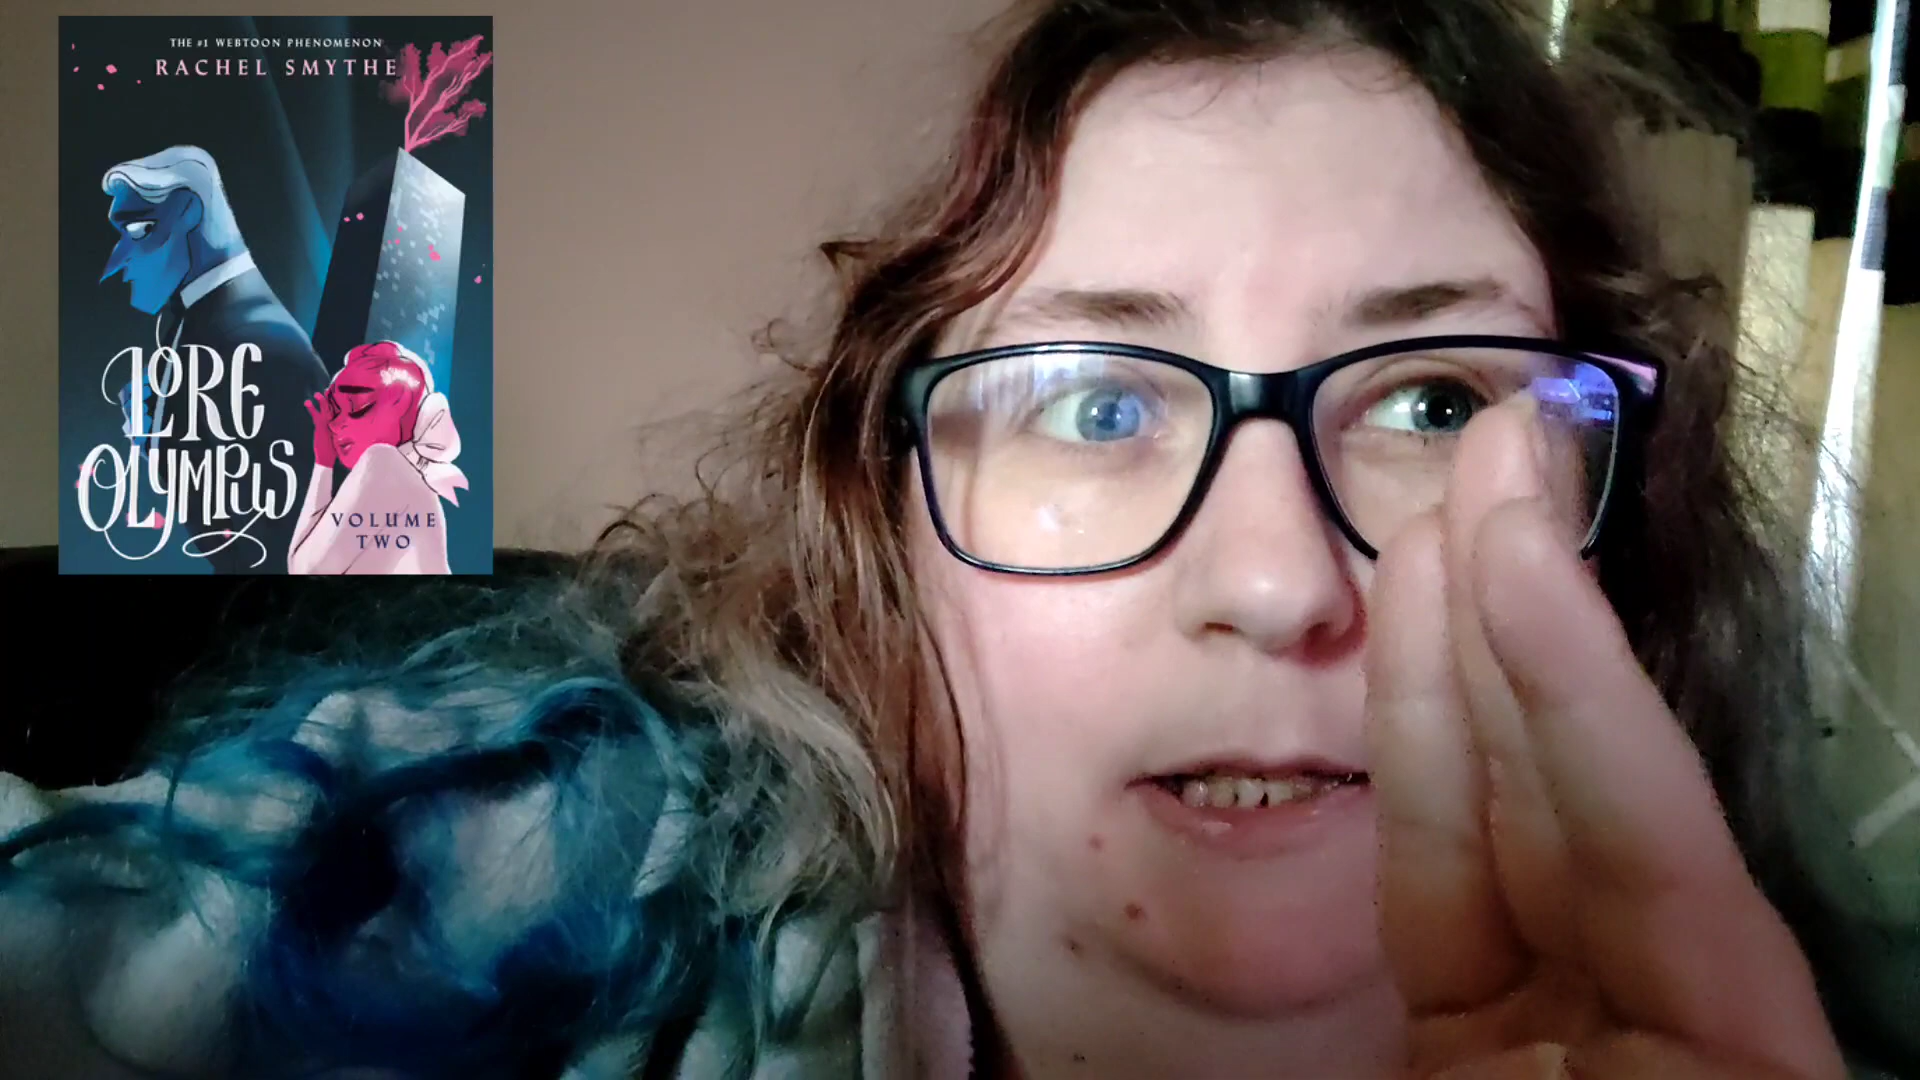 THE #1 WEBTOON PHENOMENON
RACHEL SMYTHE
LORE
OLYMPUS
VOLUME
TWO